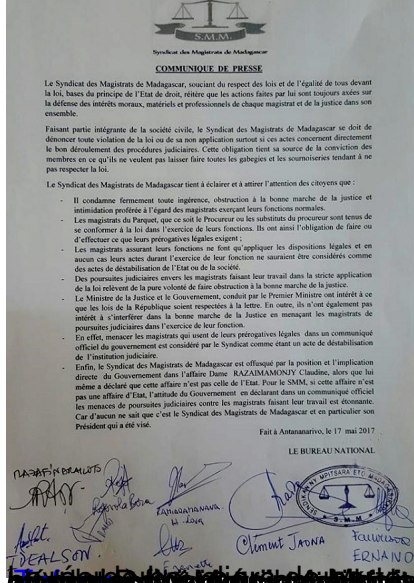 S.M.M.
Syndicat des Magistrats de Madagascar
COMMUNIQUE DE PRESSE
Le Syndicat des Magistrats de Madagascar, soucieux du respect des lois et de l'égalité de tous devant
la loi, bases du principe de l'Etat de droit, réitère que les actions faites par lui sont toujours axées sur
la défense des intérêts moraux, matériels et professionnels de chaque magistrat et de la justice dans son
ensemble.
Faisant partie intégrante de la société civile, le Syndicat des Magistrats de Madagascar se doit de
dénoncer toute violation de la loi ou de sa non application surtout si ces actes concernent directement
le bon déroulement des procédures judiciaires. Cette obligation tient sa source de la conviction des
membres en ce qu'ils ne veulent pas laisser faire toutes les gabegies et les sournoiseries tendant à ne
pas respecter la loi.
Le Syndicat des Magistrats de Madagascar tient à éclairer et à attirer l'attention des citoyens que :
- Il condamne fermement toute ingérence, obstruction à la bonne marche de la justice et
intimidation proférée à l'égard des magistrats exerçant leurs fonctions normales.
- Les magistrats du Parquet, que ce soit le Procureur ou les substituts du procureur sont tenus de
se conformer à la loi dans l'exercice de leurs fonctions. Ils ont ainsi l'obligation de faire ou
d'effectuer ce que leurs prérogatives légales exigent ;
- Les magistrats assurant leurs fonctions ne font qu'appliquer les dispositions légales et en
aucun cas leurs actes durant l'exercice de leur fonction ne sauraient être considérés comme
des actes de déstabilisation de l'Etat ou de la société.
- Des poursuites judiciaires envers les magistrats faisant leur travail dans la stricte application
de la loi relèvent de la pure volonté de faire obstruction à la bonne marche de la justice.
- Le Ministre de la Justice et le Gouvernement, conduit par le Premier Ministre ont intérêt à ce
que les lois de la République soient respectées à la lettre. En outre, ils n'ont également pas
intérêt à s'interférer dans la bonne marche de la Justice en menaçant les magistrats de
poursuites judiciaires dans l'exercice de leur fonction.
- En effet, menacer les magistrats qui usent de leurs prérogatives légales dans un communiqué
officiel du gouvernement est considéré par le Syndicat comme étant un acte de déstabilisation
de l'institution judiciaire.
- Enfin, le Syndicat des Magistrats de Madagascar est offusqué par la position et l'implication
directe du Gouvernement dans l'affaire Dame RAZAIMAMONJY Claudine, alors que lui
même a déclaré que cette affaire n'est pas celle de l'Etat. Pour le SMM, si cette affaire n'est
pas une affaire d'Etat, l'attitude du Gouvernement en déclarant dans un communiqué officiel
les menaces de poursuites judiciaires contre les magistrats faisant leur travail est étonnante.
Car d'aucun ne sait que c'est le Syndicat des Magistrats de Madagascar et en particulier son
Président qui a été visé.
Fait à Antananarivo, le 17 mai 2017
LE BUREAU NATIONAL
S.M.M
Clément JAONA
IDEALSON
ERNAND